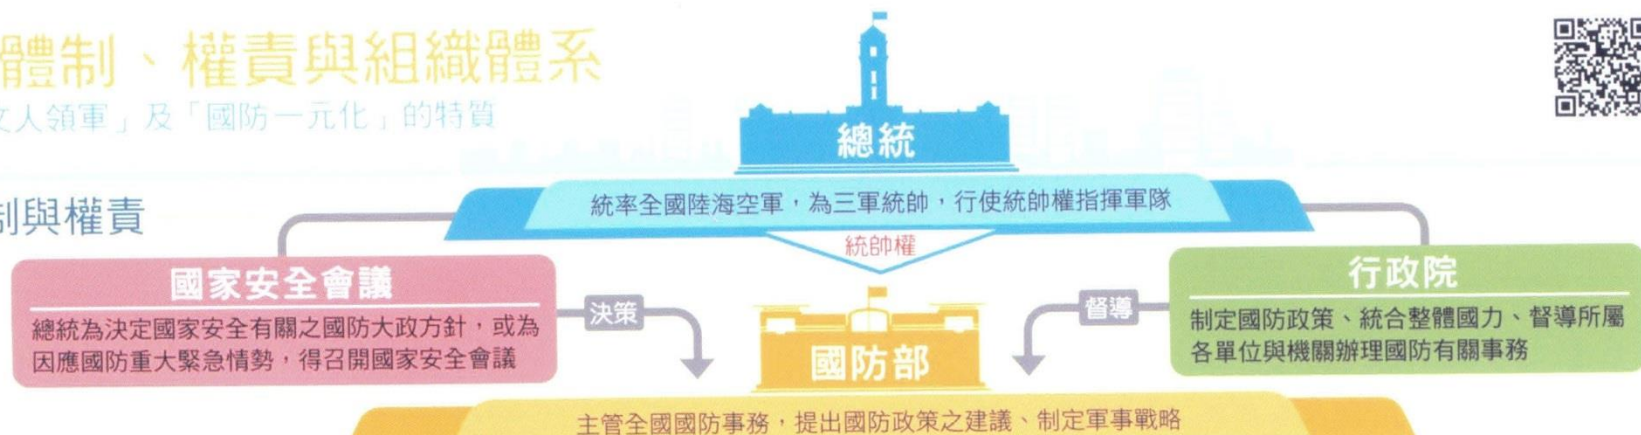 體制、權責與組織體系
文人領軍」及「國防一元化」的特質
制與權責
總統
統率全國陸海空軍,為三軍統帥,行使統帥權指揮軍隊
統帥權
國家安全會議
總統為決定國家安全有關之國防大政方針,或為
因應國防重大緊急情勢,得召開國家安全會議
決策
國防部
督導
行政院
制定國防政策、統合整體國力、督導所屬
各單位與機關辦理國防有關事務
主管全國國防事務,提出國防政策之建議、制定軍事戰略